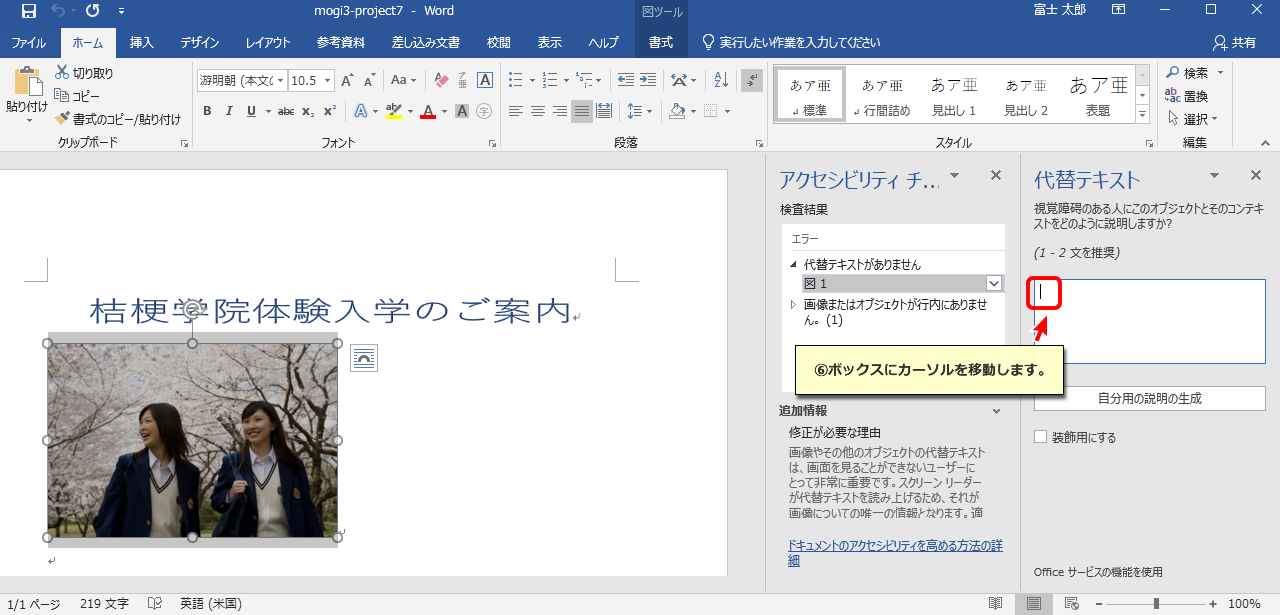 mogi3-project7 - Word
図ツール
富士 太郎
ファイル ホーム 挿入 デザイン レイアウト 参考資料 差し込み文書 校閲 表示 ヘルプ 書式 実行したい作業を入力してください 共有
貼り付け
切り取り
コピー
書式のコピー/貼り付け
クリップボード
游明朝 (本文の 10.5 A A Aa A
B I U abc x₂ x² A ab A A 字
フォント
段落
あア亜 あア亜 あア亜 あア亜 あア亜
↲ 標準 ↲ 行間詰め 見出し 1 見出し 2 表題
スタイル
検索
置換
選択
編集
桔梗学院体験入学のご案内↵
アクセシビリティ チ...
検査結果
エラー
代替テキストがありません
図 1
画像またはオブジェクトが行内にありませ
ん。 (1)
⑥ボックスにカーソルを移動します。
追加情報
修正が必要な理由
画像やその他のオブジェクトの代替テキスト
は、画面を見ることができないユーザーに
とって非常に重要です。スクリーン リーダー
が代替テキストを読み上げるため、それが
画像についての唯一の情報となります。適
ドキュメントのアクセシビリティを高める方法の詳
細
代替テキスト
視覚障碍のある人にこのオブジェクトとそのコンテキ
ストをどのように説明しますか?
(1 - 2 文を推奨)
自分用の説明の生成
装飾用にする
Office サービスの機能を使用
1/1 ページ 219 文字 英語 (米国) 100%